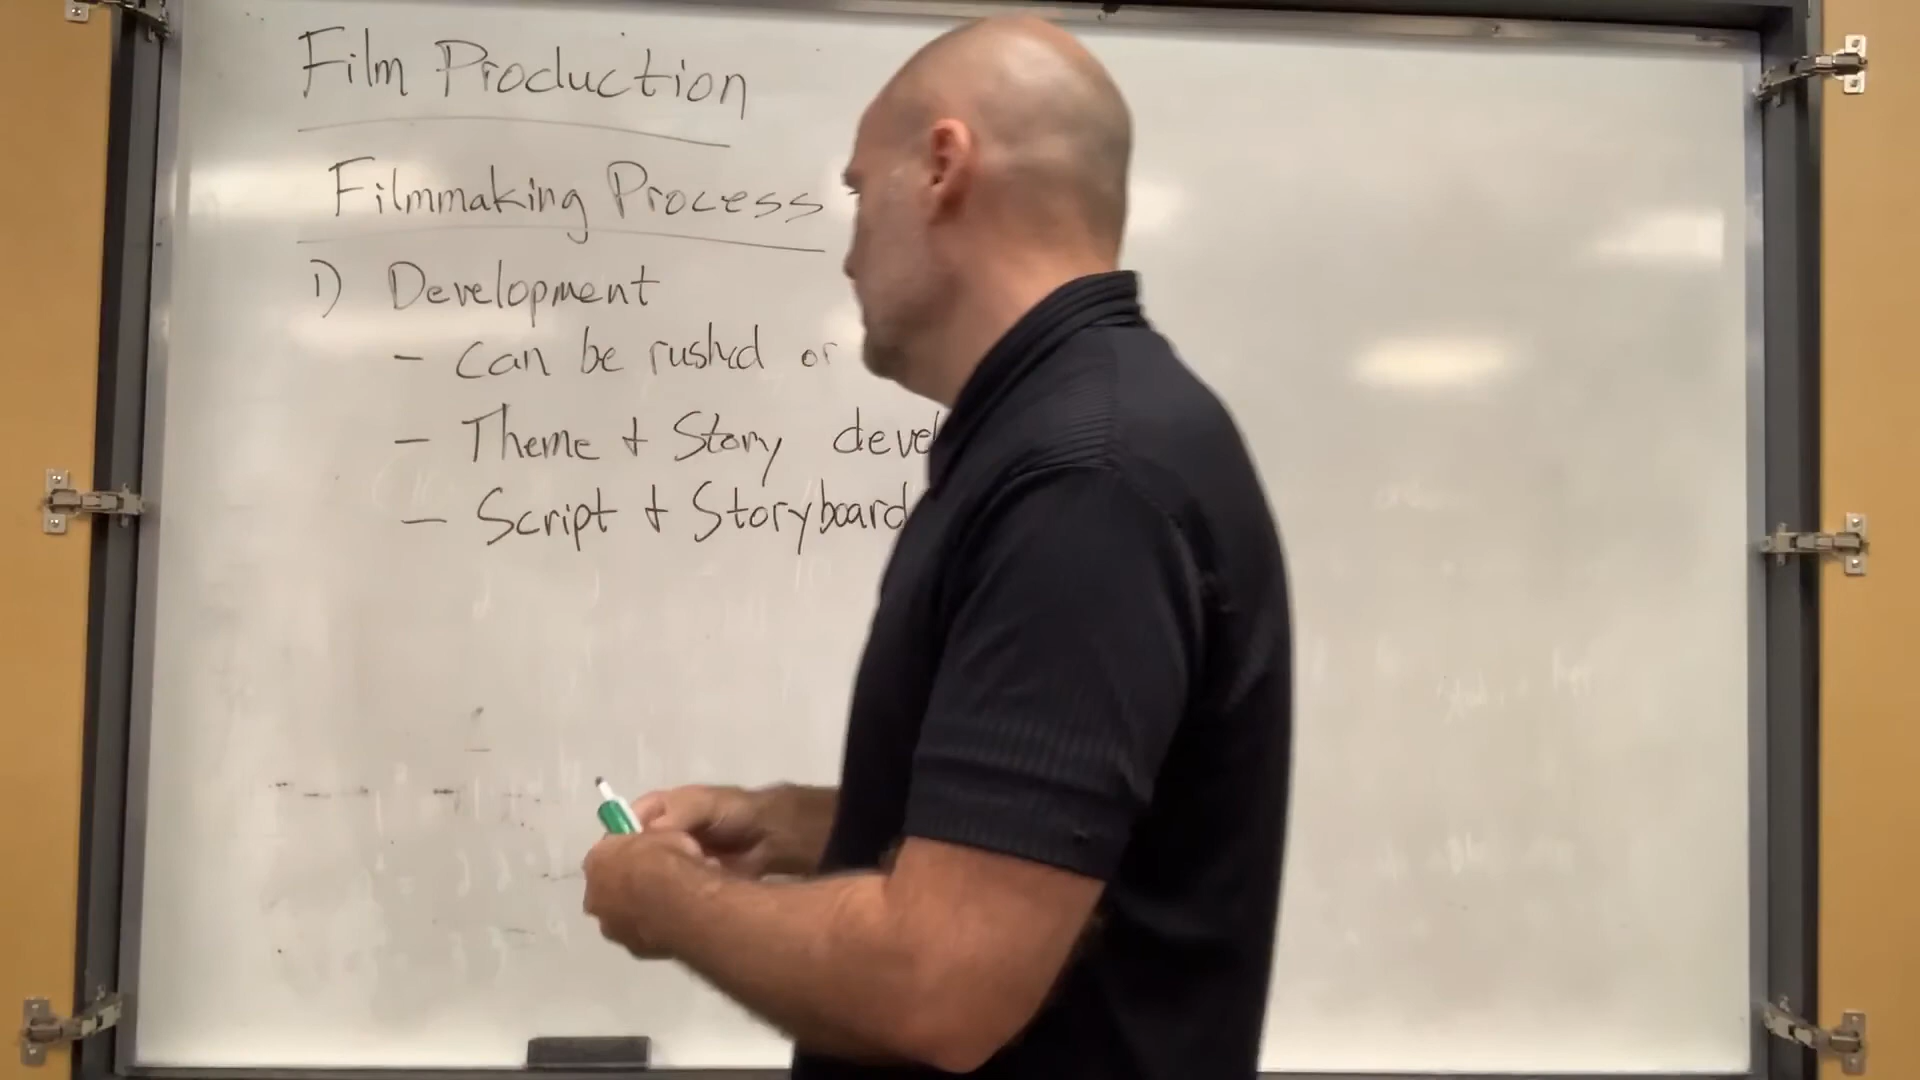 Film Production
Filmmaking Process
1) Development
- Can be rushed or
- Theme + Story devel
- Script + Storyboard